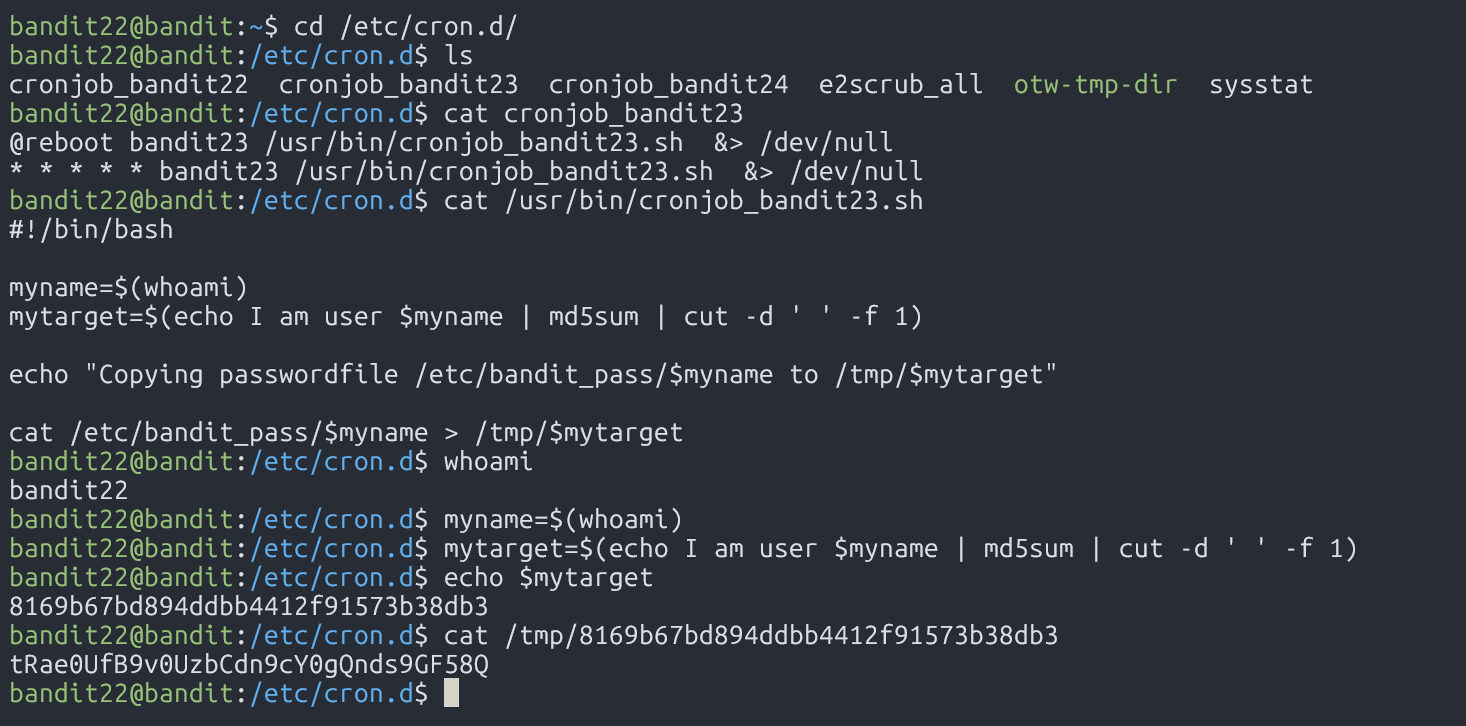 bandit22@bandit:~$ cd /etc/cron.d/
bandit22@bandit:/etc/cron.d$ ls
cronjob_bandit22  cronjob_bandit23  cronjob_bandit24  e2scrub_all  otw-tmp-dir  sysstat
bandit22@bandit:/etc/cron.d$ cat cronjob_bandit23
@reboot bandit23 /usr/bin/cronjob_bandit23.sh  &> /dev/null
* * * * * bandit23 /usr/bin/cronjob_bandit23.sh  &> /dev/null
bandit22@bandit:/etc/cron.d$ cat /usr/bin/cronjob_bandit23.sh
#!/bin/bash

myname=$(whoami)
mytarget=$(echo I am user $myname | md5sum | cut -d ' ' -f 1)

echo "Copying passwordfile /etc/bandit_pass/$myname to /tmp/$mytarget"

cat /etc/bandit_pass/$myname > /tmp/$mytarget
bandit22@bandit:/etc/cron.d$ whoami
bandit22
bandit22@bandit:/etc/cron.d$ myname=$(whoami)
bandit22@bandit:/etc/cron.d$ mytarget=$(echo I am user $myname | md5sum | cut -d ' ' -f 1)
bandit22@bandit:/etc/cron.d$ echo $mytarget
8169b67bd894ddbb4412f91573b38db3
bandit22@bandit:/etc/cron.d$ cat /tmp/8169b67bd894ddbb4412f91573b38db3
tRae0UfB9v0UzbCdn9cY0gQnds9GF58Q
bandit22@bandit:/etc/cron.d$